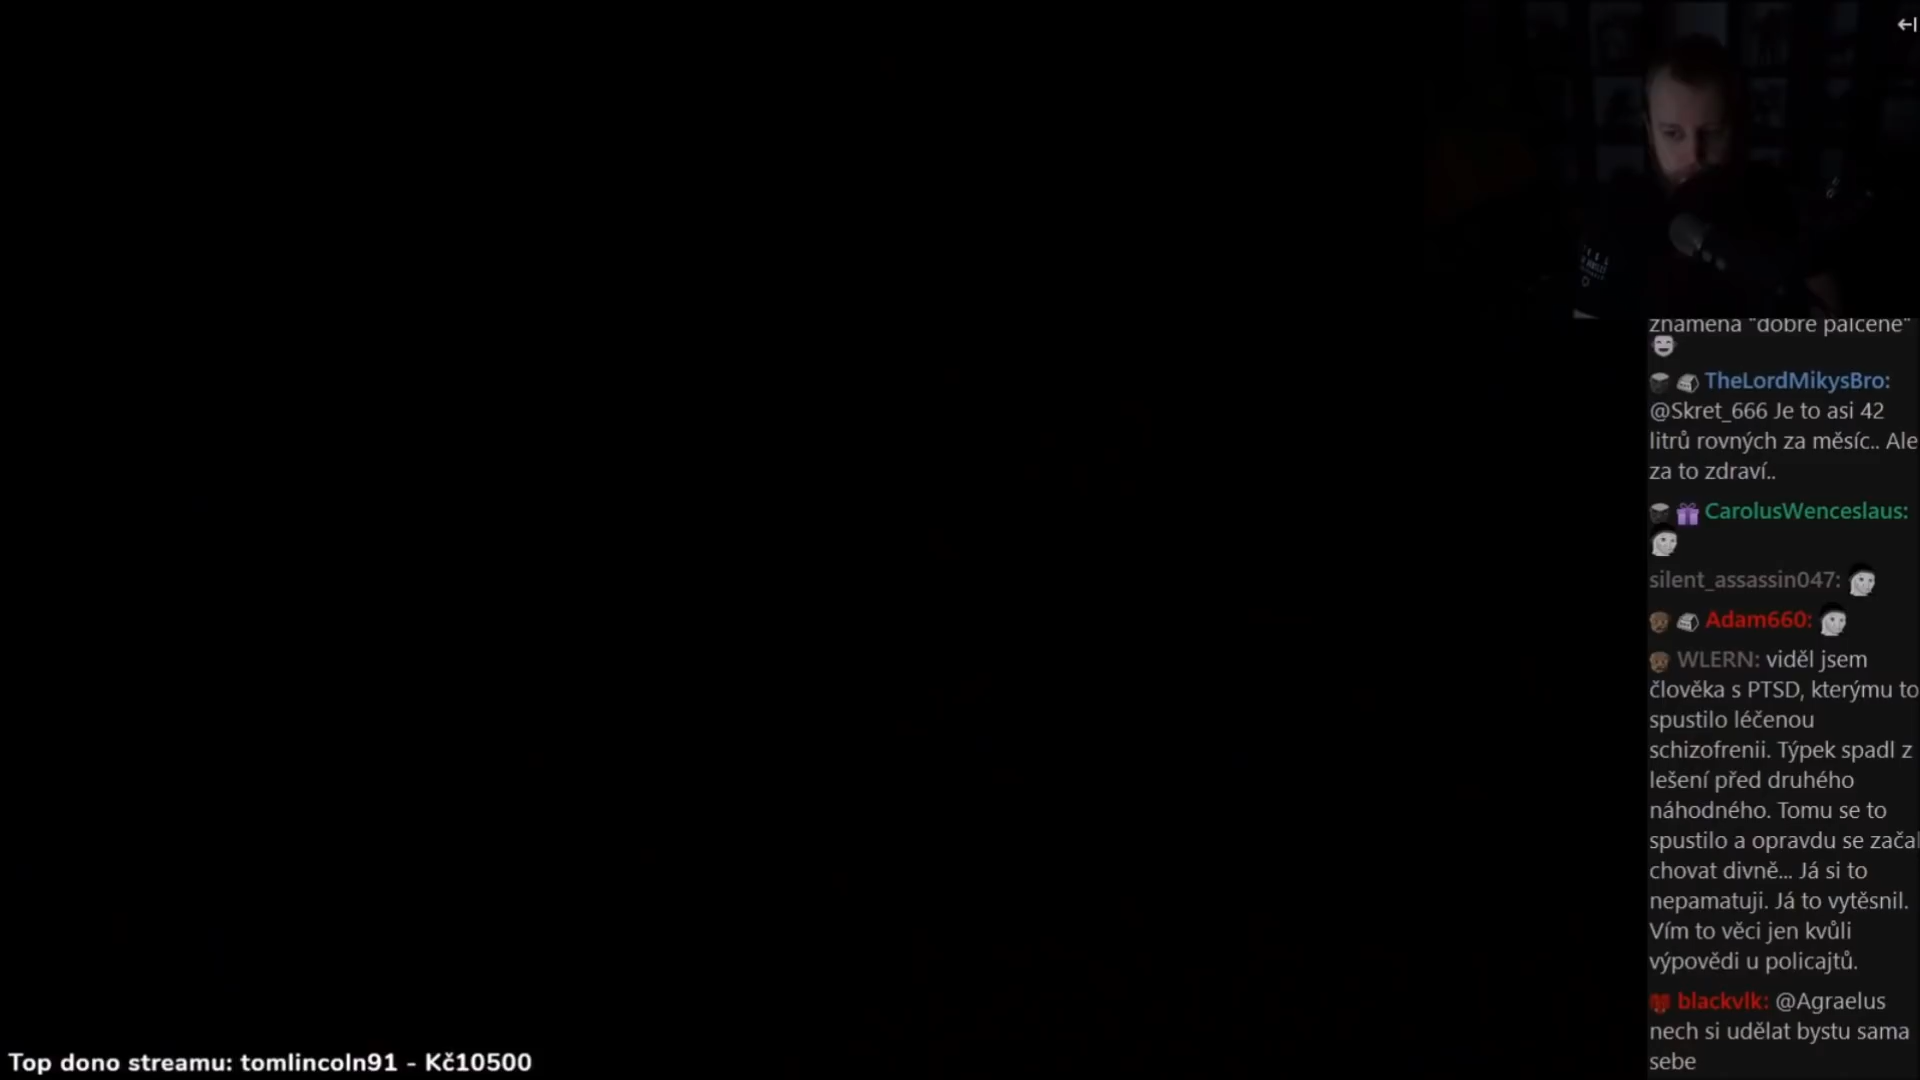 znamená "dobře pálcené"
TheLordMikysBro:
@Skret_666 Je to asi 42
litrů rovných za měsíc.. Ale
za to zdraví..
CarolusWenceslaus:
silent_assassin047:
Adam660:
WLERN: viděl jsem
člověka s PTSD, kterýmu to
spustilo léčenou
schizofrenii. Týpek spadl z
lešení před druhého
náhodného. Tomu se to
spustilo a opravdu se začal
chovat divně... Já si to
nepamatuji. Já to vytěsnil.
Vím to věci jen kvůli
výpovědi u policajtů.
blackvlk: @Agraelus
nech si udělat bystu sama
sebe
Top dono streamu: tomlincoln91 - Kč10500